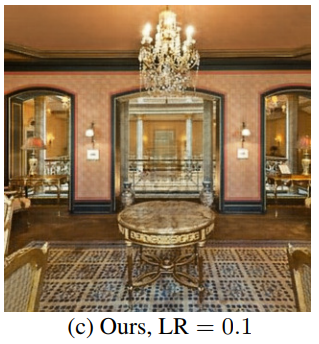 (c) Ours, LR = 0.1